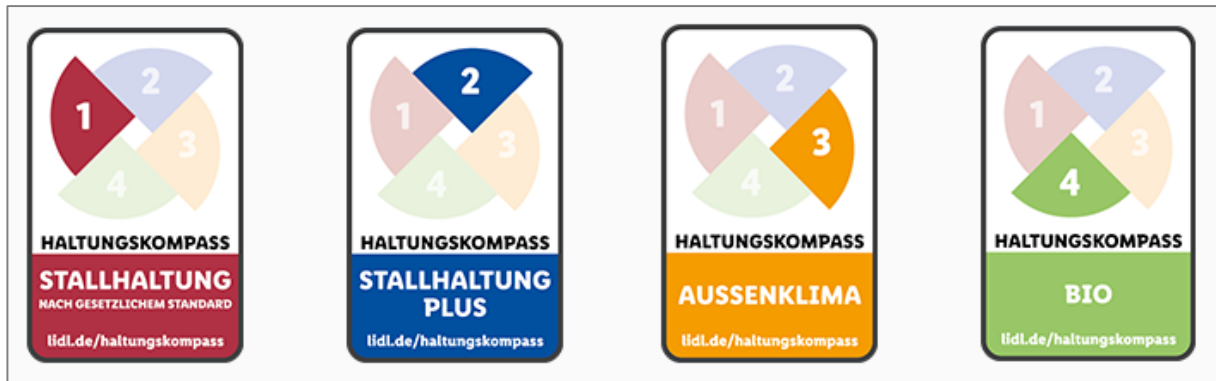 1
2
3
4
HALTUNGSKOMPASS
STALLHALTUNG
NACH GESETZLICHEM STANDARD
lidl.de/haltungskompass
1
2
3
4
HALTUNGSKOMPASS
STALLHALTUNG
PLUS
lidl.de/haltungskompass
1
2
3
4
HALTUNGSKOMPASS
AUSSENKLIMA
lidl.de/haltungskompass
1
2
3
4
HALTUNGSKOMPASS
BIO
lidl.de/haltungskompass